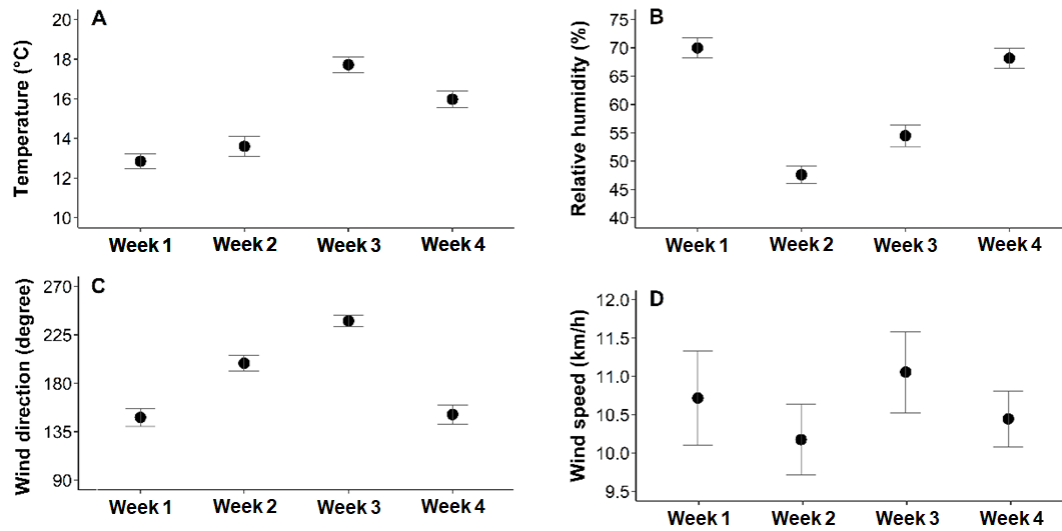 A
Temperature (°C)
20
18
16
14
12
10
Week 1 Week 2 Week 3 Week 4
B
Relative humidity (%)
75
70
65
60
55
50
45
40
Week 1 Week 2 Week 3 Week 4
C
Wind direction (degree)
270
225
180
135
90
Week 1 Week 2 Week 3 Week 4
D
Wind speed (km/h)
12.0
11.5
11.0
10.5
10.0
9.5
Week 1 Week 2 Week 3 Week 4